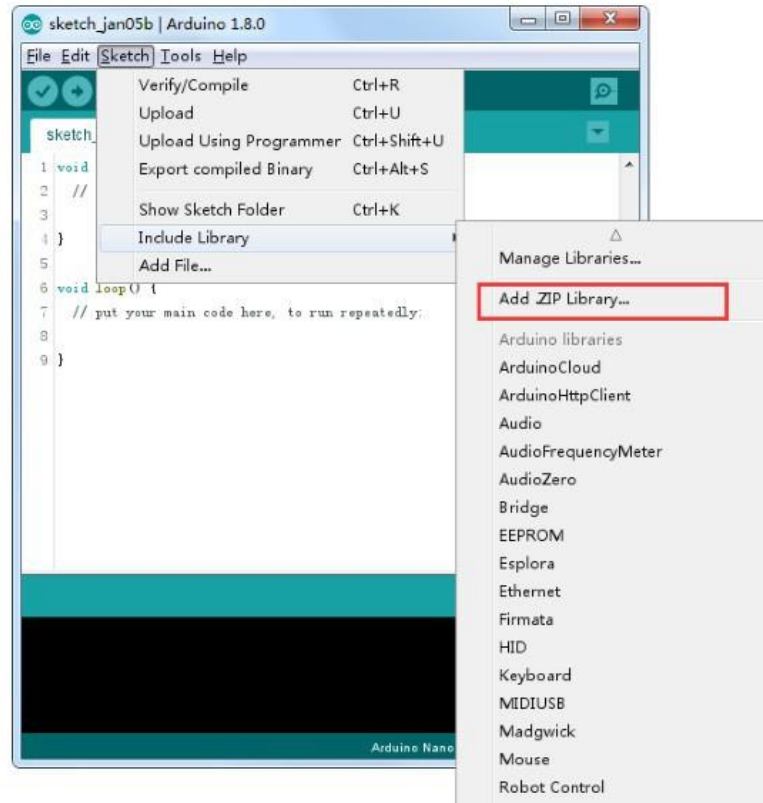 sketch_jan05b | Arduino 1.8.0
File Edit Sketch Tools Help
Verify/Compile Ctrl+R
Upload Ctrl+U
Upload Using Programmer Ctrl+Shift+U
Export compiled Binary Ctrl+Alt+S
Show Sketch Folder Ctrl+K
Include Library
Add File...
sketch_
1 void
2 //
3
4 }
5
6 void loop() {
7 // put your main code here, to run repeatedly:
8
9 }
Manage Libraries...
Add .ZIP Library...
Arduino libraries
ArduinoCloud
ArduinoHttpClient
Audio
AudioFrequencyMeter
AudioZero
Bridge
EEPROM
Esplora
Ethernet
Firmata
HID
Keyboard
MIDIUSB
Madgwick
Mouse
Robot Control
Arduino Nano